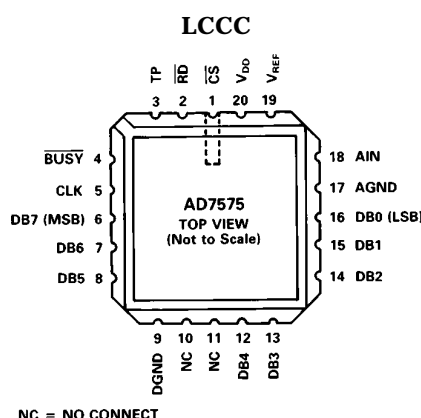 LCCC
TP RD CS VDD VREF
3 2 1 20 19
BUSY 4
CLK 5
DB7 (MSB) 6
DB6 7
DB5 8
AD7575
TOP VIEW
(Not to Scale)
18 AIN
17 AGND
16 DB0 (LSB)
15 DB1
14 DB2
9 10 11 12 13
DGND NC NC DB4 DB3
NC = NO CONNECT